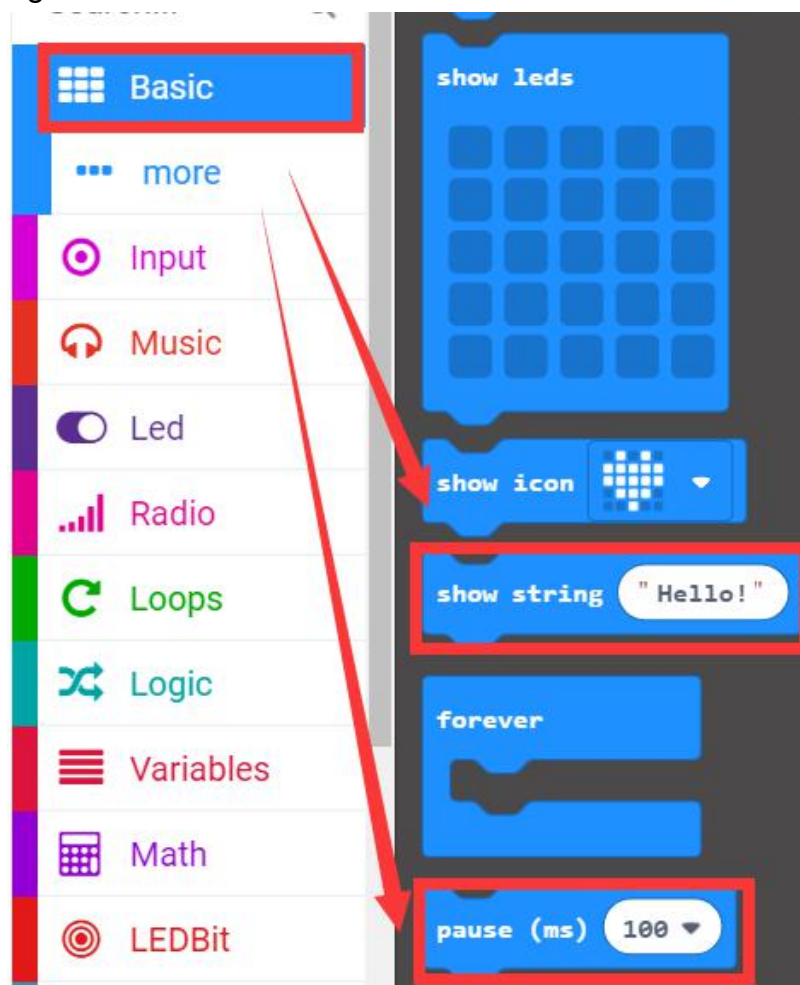 Basic
more
Input
Music
Led
Radio
Loops
Logic
Variables
Math
LEDBit
show leds
show icon
show string "Hello!"
forever
pause (ms) 100